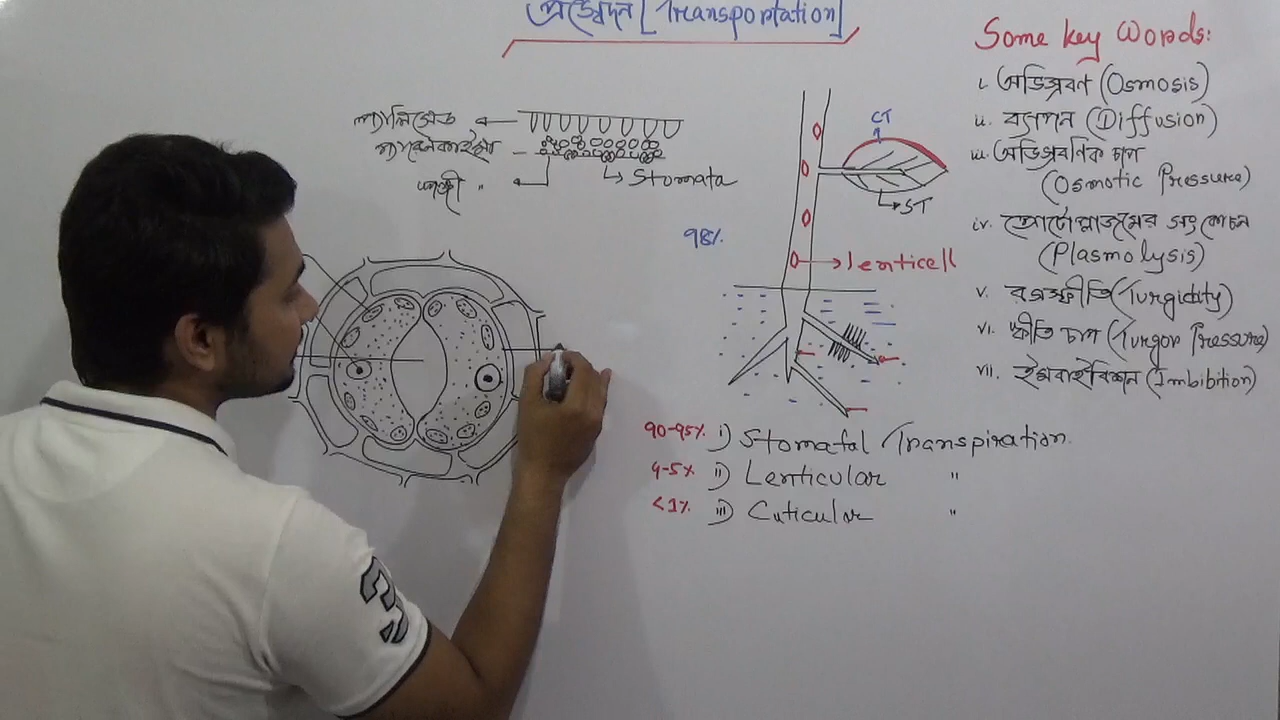 প্রস্বেদন [Transportation]
Some key Words:
i. অভিস্রবণ (Osmosis)
ii. ব্যাপন (Diffusion)
iii. অভিস্রবণিক চাপ
(Osmotic Pressure)
iv. প্রোটোপ্লাজমের সংকোচন
(Plasmolysis)
v. রসস্ফীতি (Turgidity)
vi. স্ফীতি চাপ (Turgor Pressure)
vii. ইমবাইবিশন (Imbibition)
প্যালিসেড
প্যারেনকাইমা
স্পঞ্জী "
Stomata
CT
ST
98%
lenticell
90-95% i) Stomatal Transpiration.
4-5% ii) Lenticular "
<1% iii) Cuticular "
3